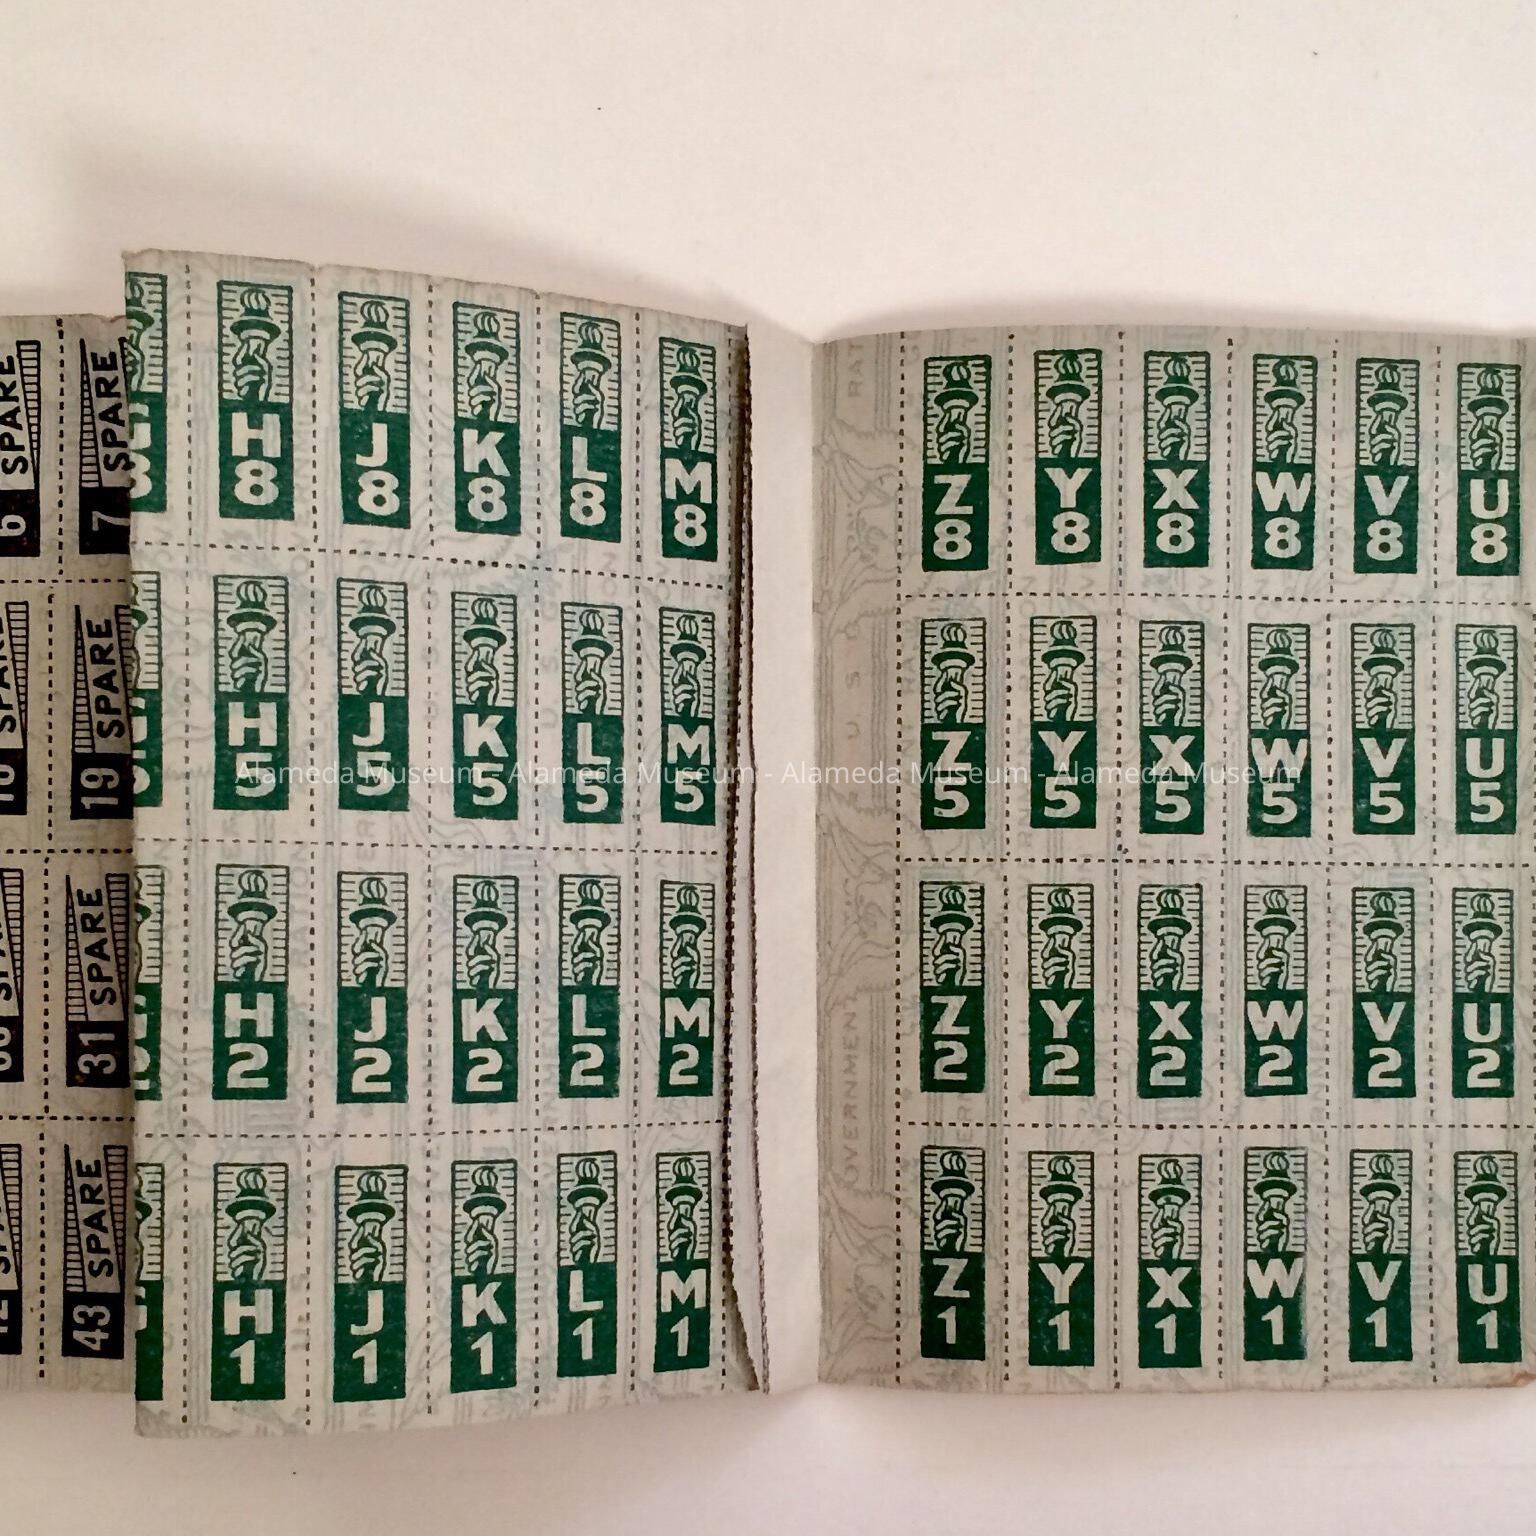 6 SPARE
7 SPARE
H8 J8 K8 L8 M8
Z8 Y8 X8 W8 V8 U8
SPARE
19 SPARE
H5 J5 K5 L5 M5
Z5 Y5 X5 W5 V5 U5
Alameda Museum - Alameda Museum - Alameda Museum - Alameda Museum
SPARE
31 SPARE
H2 J2 K2 L2 M2
Z2 Y2 X2 W2 V2 U2
43 SPARE
H1 J1 K1 L1 M1
Z1 Y1 X1 W1 V1 U1